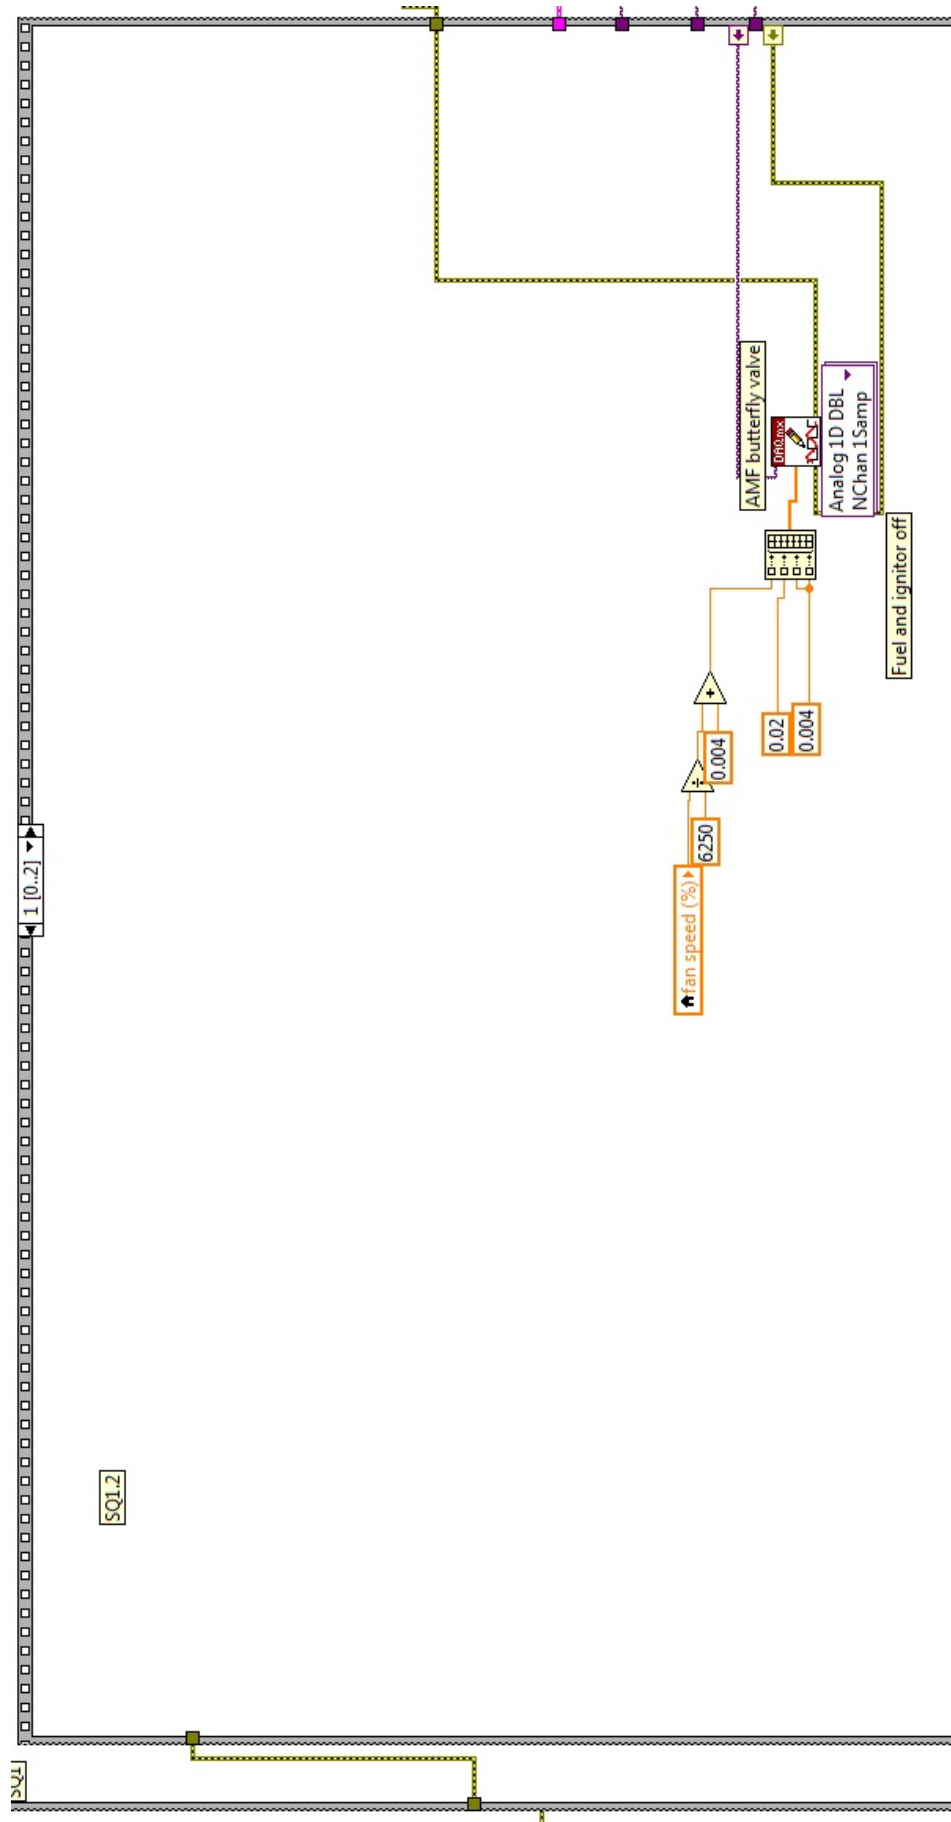 SQ1
SQ1.2
1 [0..2]
fan speed (%)
6250
0.004
0.02
0.004
AMF butterfly valve
DAQmx
Analog 1D DBL
NChan 1Samp
Fuel and ignitor off